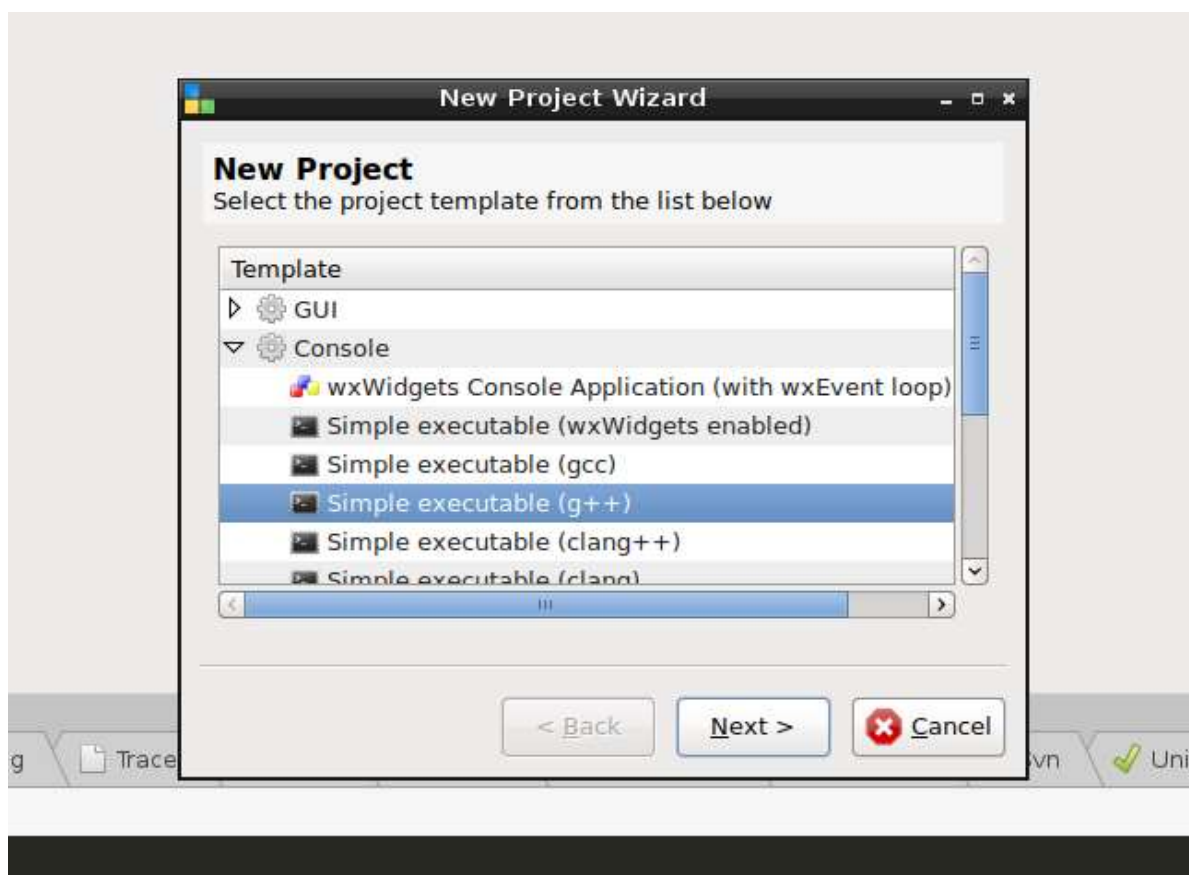 New Project Wizard
New Project
Select the project template from the list below
Template
GUI
Console
wxWidgets Console Application (with wxEvent loop)
Simple executable (wxWidgets enabled)
Simple executable (gcc)
Simple executable (g++)
Simple executable (clang++)
Simple executable (clang)
< Back
Next >
Cancel
g
Trace
vn
Uni